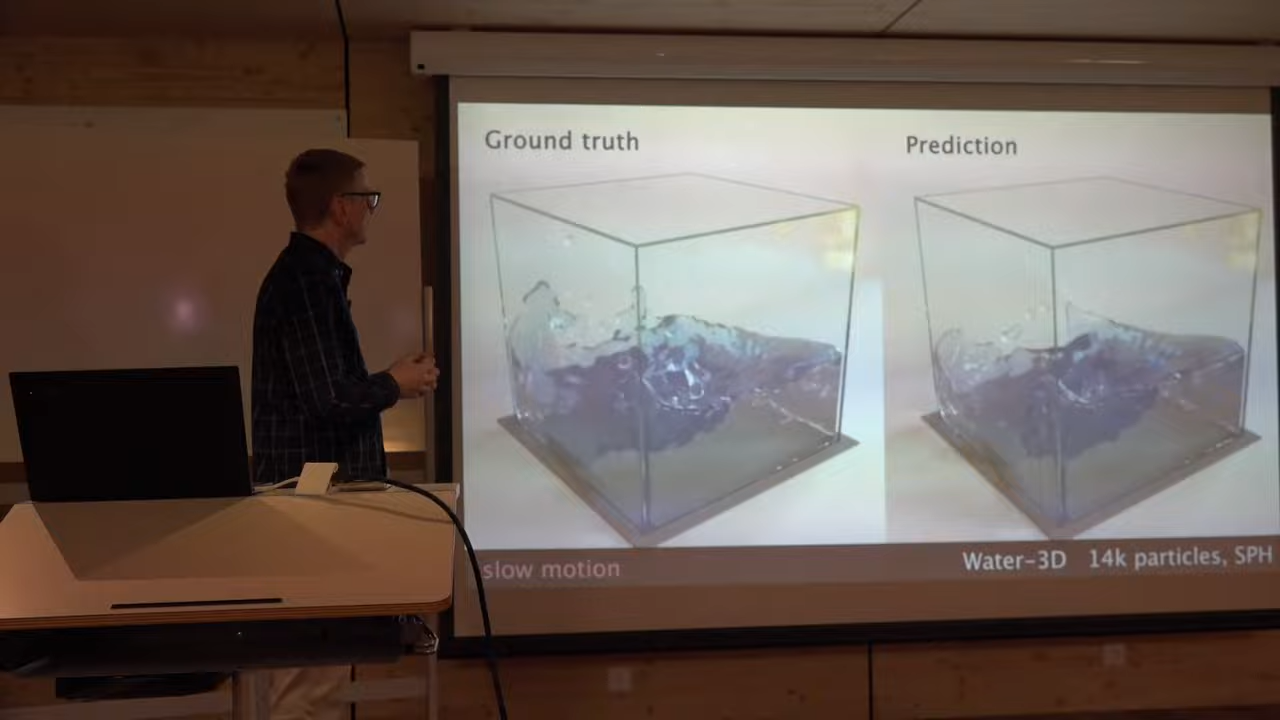 Ground truth
Prediction
slow motion
Water-3D 14k particles, SPH